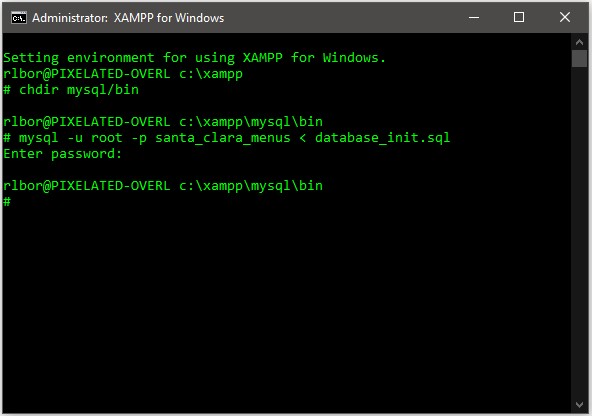 Administrator: XAMPP for Windows
Setting environment for using XAMPP for Windows.
rlbor@PIXELATED-OVERL c:\xampp
# chdir mysql/bin
rlbor@PIXELATED-OVERL c:\xampp\mysql\bin
# mysql -u root -p santa_clara_menus < database_init.sql
Enter password:
rlbor@PIXELATED-OVERL c:\xampp\mysql\bin
#